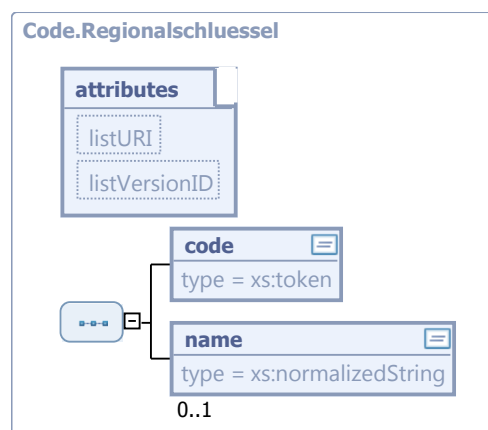 Code.Regionalschluessel
attributes
listURI
listVersionID
code
type = xs:token
name
type = xs:normalizedString
0..1